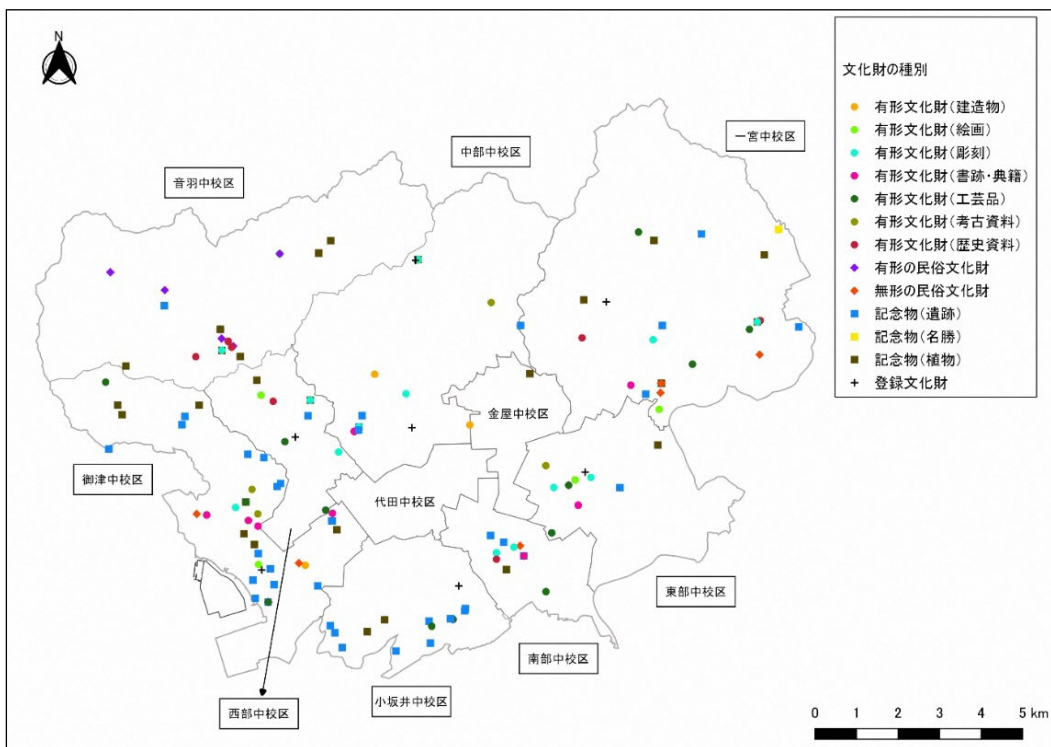 N
文化財の種別
有形文化財(建造物)
有形文化財(絵画)
有形文化財(彫刻)
有形文化財(書跡・典籍)
有形文化財(工芸品)
有形文化財(考古資料)
有形文化財(歴史資料)
有形の民俗文化財
無形の民俗文化財
記念物(遺跡)
記念物(名勝)
記念物(植物)
登録文化財
一宮中校区
中部中校区
音羽中校区
金屋中校区
御津中校区
代田中校区
東部中校区
南部中校区
小坂井中校区
西部中校区
0 1 2 3 4 5 km